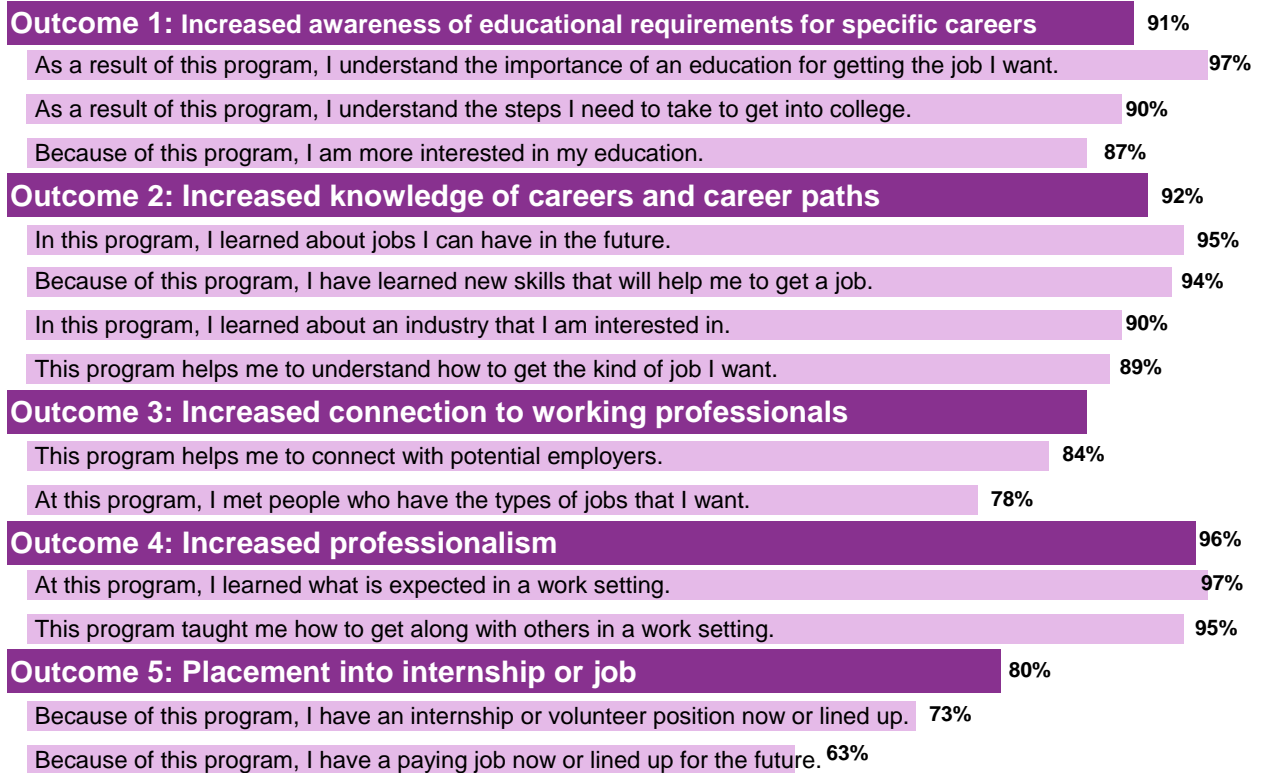 Outcome 1: Increased awareness of educational requirements for specific careers 91%
As a result of this program, I understand the importance of an education for getting the job I want. 97%
As a result of this program, I understand the steps I need to take to get into college. 90%
Because of this program, I am more interested in my education. 87%
Outcome 2: Increased knowledge of careers and career paths 92%
In this program, I learned about jobs I can have in the future. 95%
Because of this program, I have learned new skills that will help me to get a job. 94%
In this program, I learned about an industry that I am interested in. 90%
This program helps me to understand how to get the kind of job I want. 89%
Outcome 3: Increased connection to working professionals
This program helps me to connect with potential employers. 84%
At this program, I met people who have the types of jobs that I want. 78%
Outcome 4: Increased professionalism 96%
At this program, I learned what is expected in a work setting. 97%
This program taught me how to get along with others in a work setting. 95%
Outcome 5: Placement into internship or job 80%
Because of this program, I have an internship or volunteer position now or lined up. 73%
Because of this program, I have a paying job now or lined up for the future. 63%